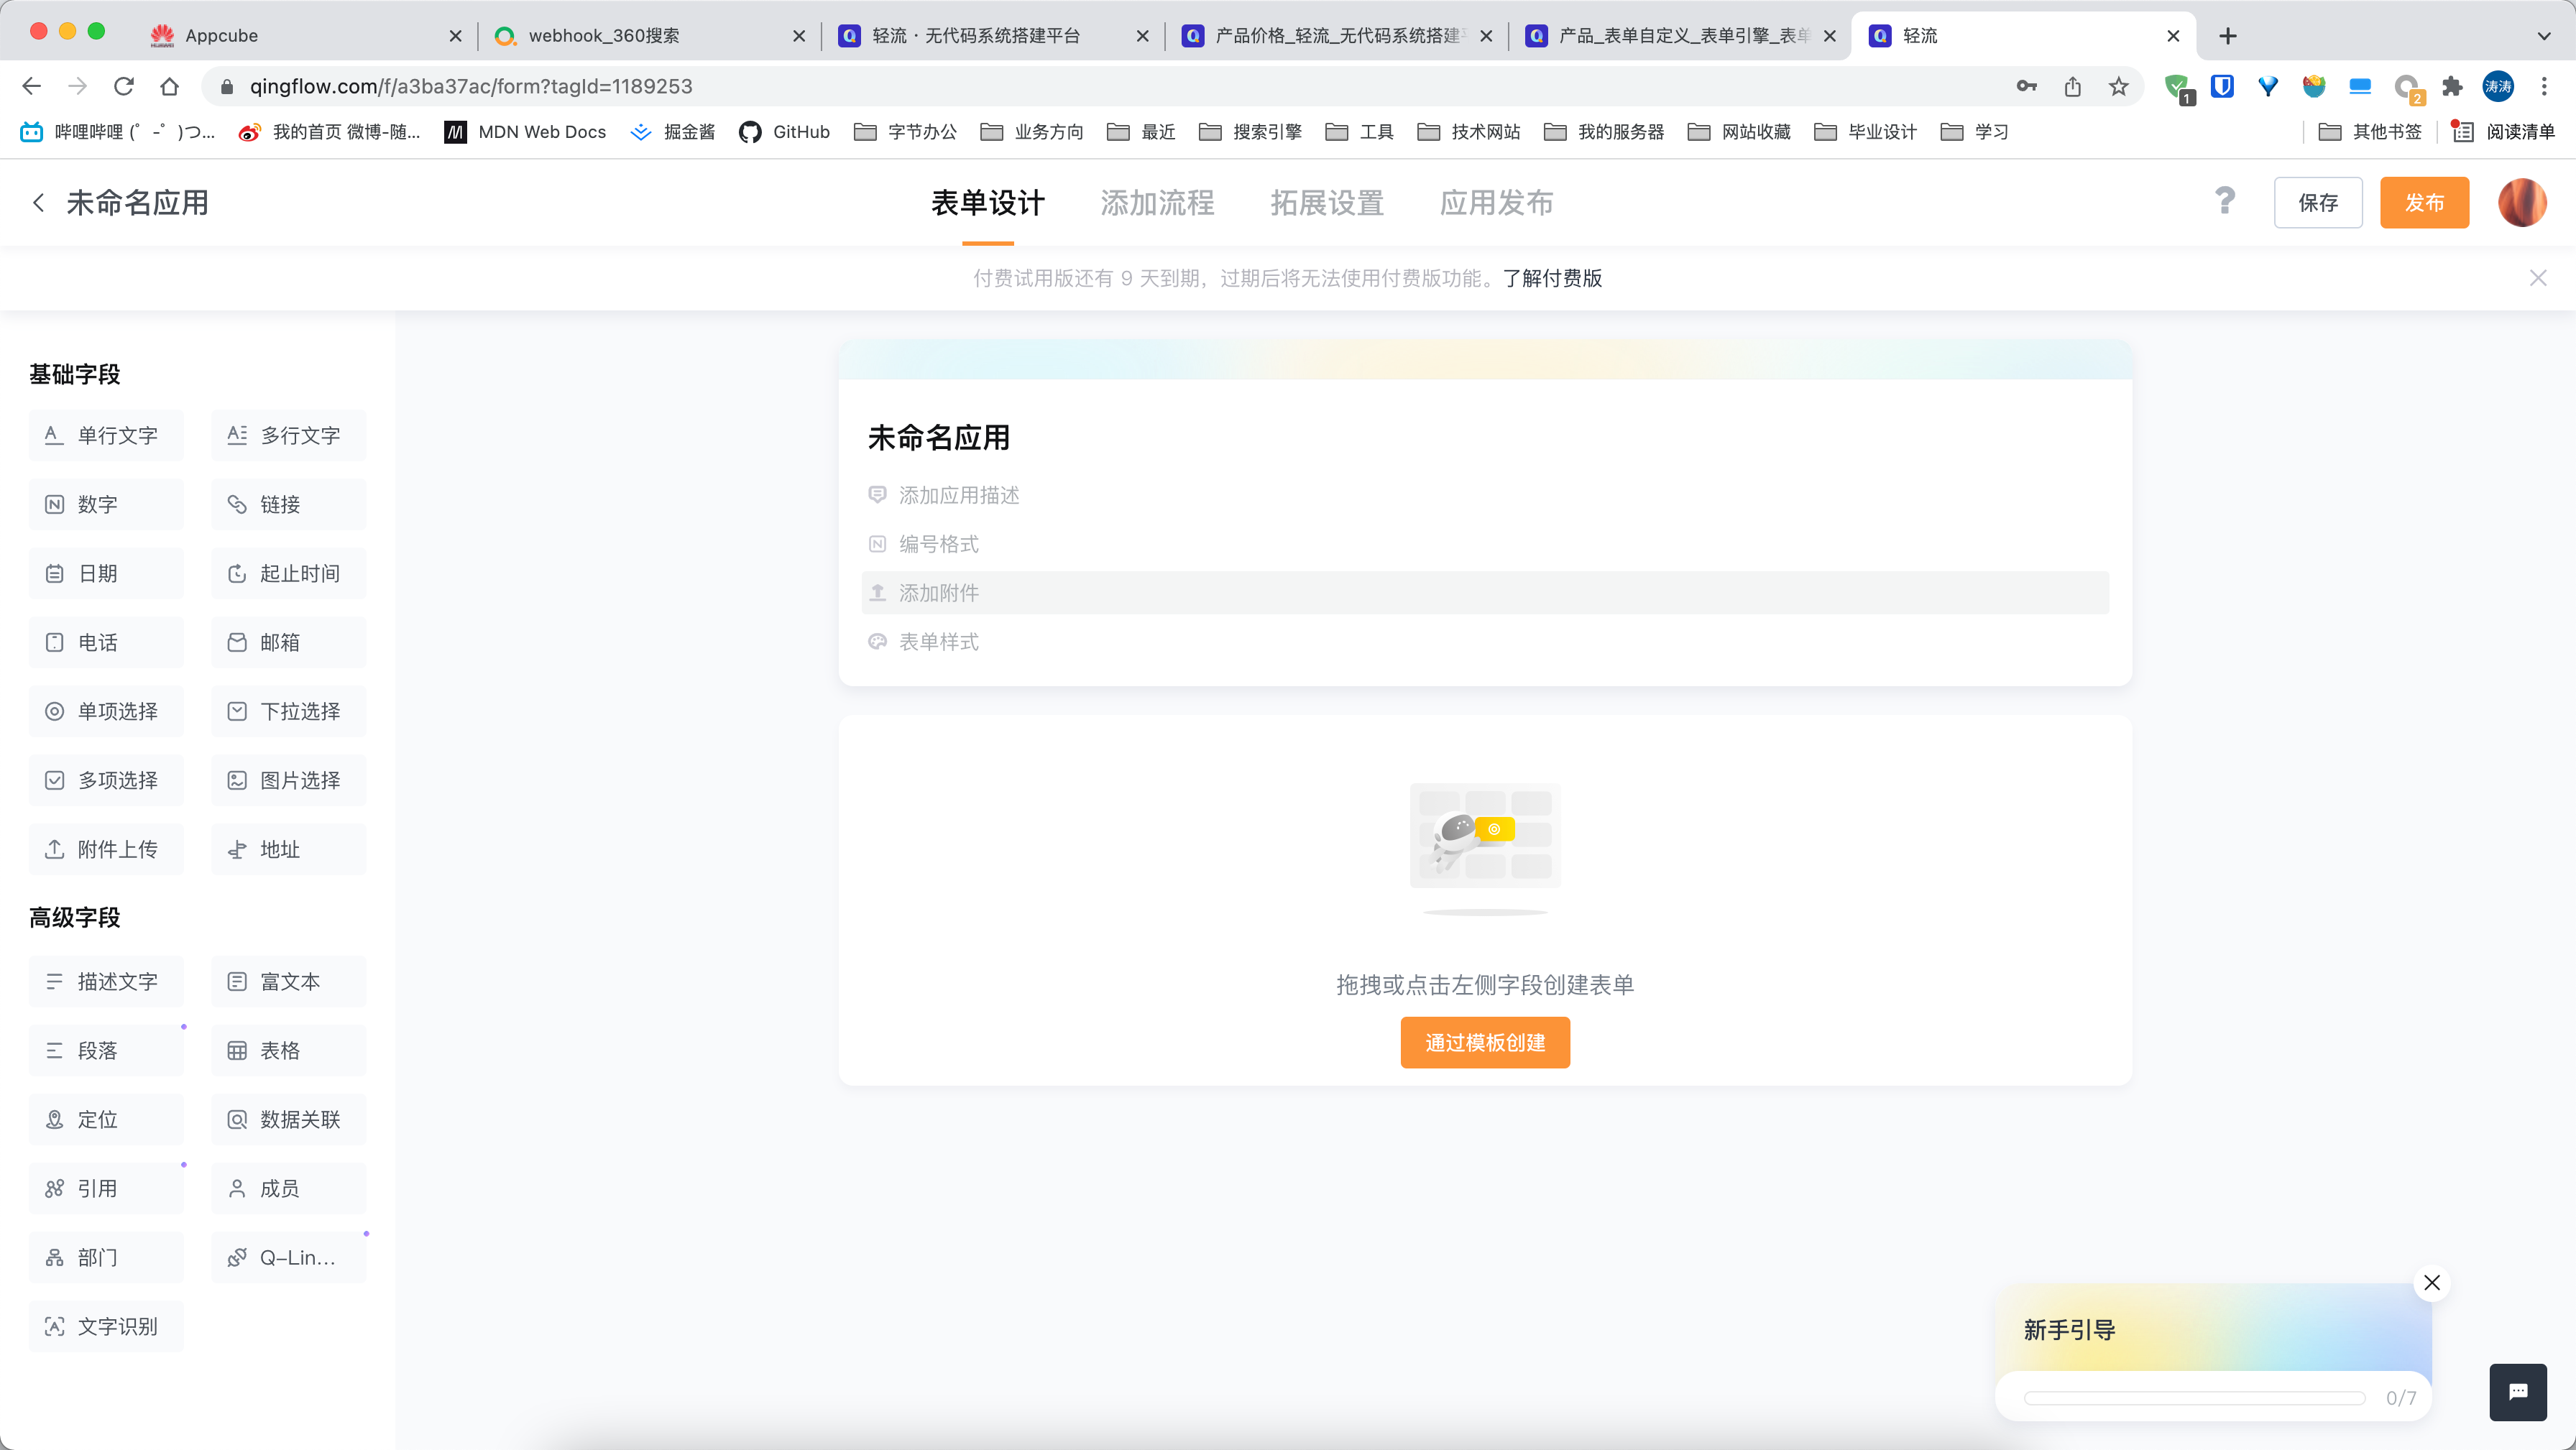 Appcube
webhook_360搜索
轻流 · 无代码系统搭建平台
产品价格_轻流_无代码系统搭建
产品_表单自定义_表单引擎_表单
轻流
qingflow.com/f/a3ba37ac/form?tagId=1189253
1
2
涛涛
哔哩哔哩 (゜-゜)つ...
我的首页 微博-随...
MDN Web Docs
掘金酱
GitHub
字节办公
业务方向
最近
搜索引擎
工具
技术网站
我的服务器
网站收藏
毕业设计
学习
其他书签
阅读清单
未命名应用
表单设计
添加流程
拓展设置
应用发布
保存
发布
付费试用版还有 9 天到期，过期后将无法使用付费版功能。了解付费版
基础字段
单行文字
多行文字
数字
链接
日期
起止时间
电话
邮箱
单项选择
下拉选择
多项选择
图片选择
附件上传
地址
高级字段
描述文字
富文本
段落
表格
定位
数据关联
引用
成员
部门
Q-Lin...
文字识别
未命名应用
添加应用描述
编号格式
添加附件
表单样式
拖拽或点击左侧字段创建表单
通过模板创建
新手引导
0/7